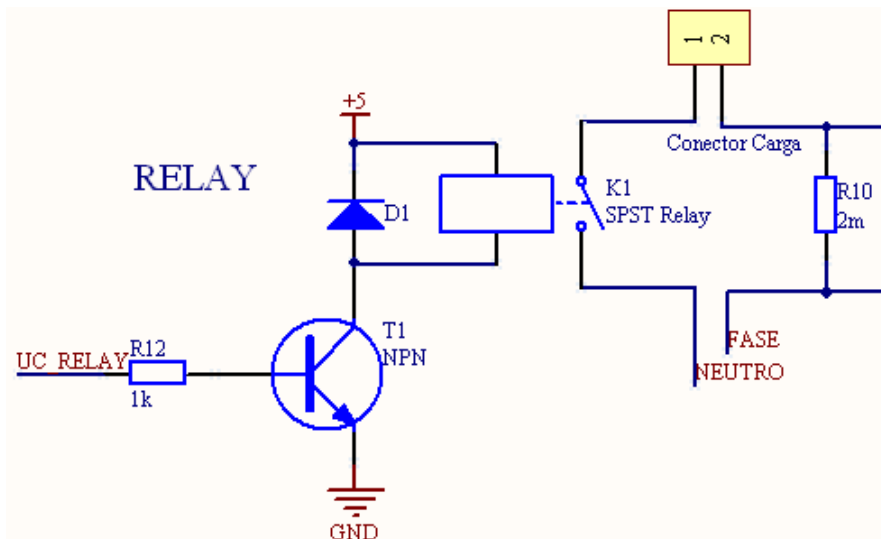 1 2
+5
Conector Carga
RELAY
K1
SPST Relay
R10
2m
D1
T1
NPN
R12
UC_RELAY
1k
FASE
NEUTRO
GND